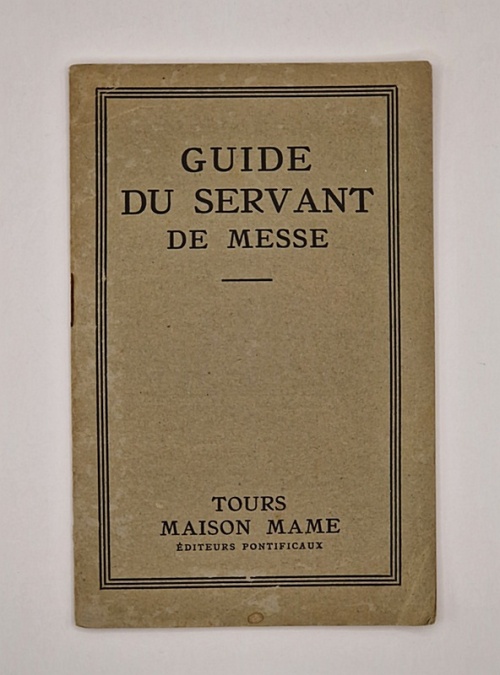 GUIDE
DU SERVANT
DE MESSE
TOURS
MAISON MAME
ÉDITEURS PONTIFICAUX